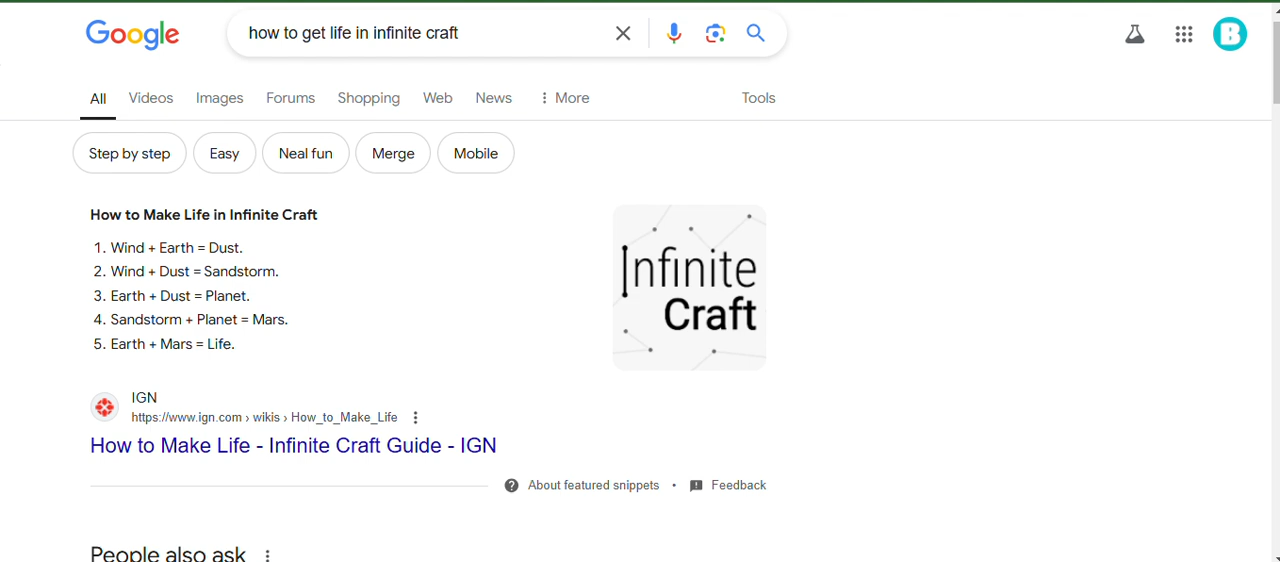 Google
how to get life in infinite craft
B
All Videos Images Forums Shopping Web News More Tools
Step by step Easy Neal fun Merge Mobile
How to Make Life in Infinite Craft
1. Wind + Earth = Dust.
2. Wind + Dust = Sandstorm.
3. Earth + Dust = Planet.
4. Sandstorm + Planet = Mars.
5. Earth + Mars = Life.
Infinite
Craft
IGN
https://www.ign.com › wikis › How_to_Make_Life
How to Make Life - Infinite Craft Guide - IGN
About featured snippets • Feedback
People also ask